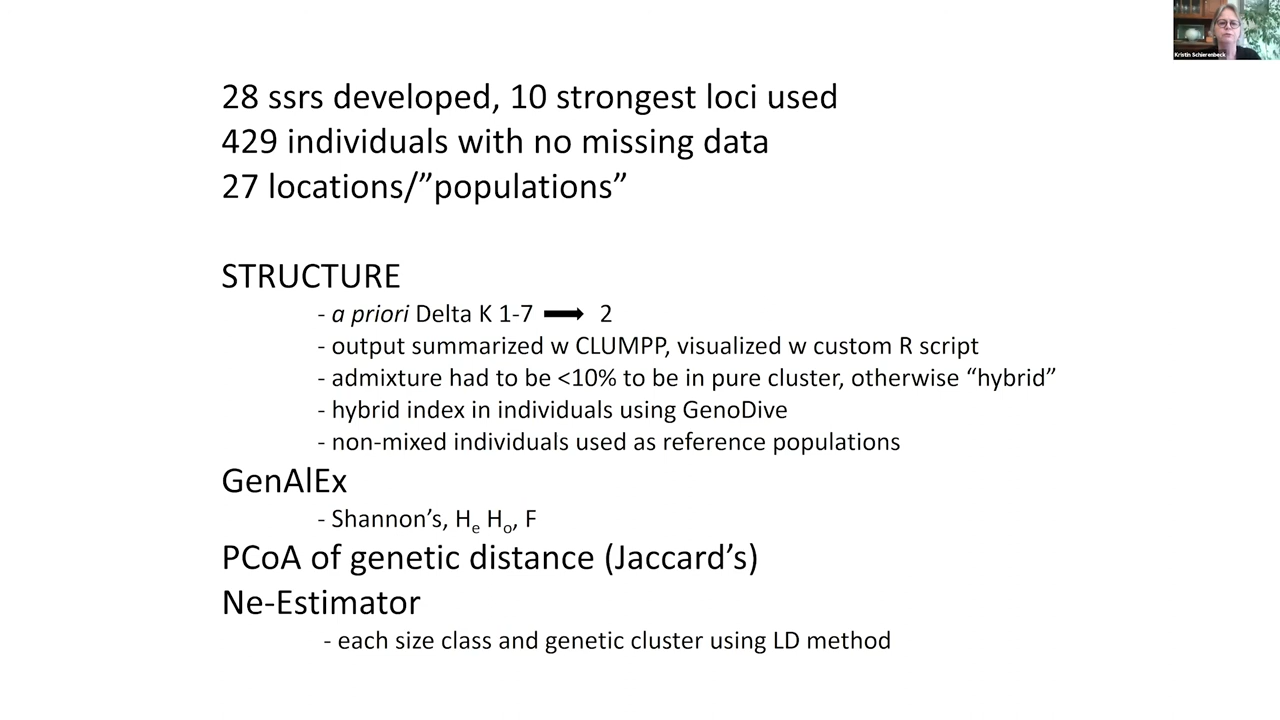 Kristin Schierenbeck
28 ssrs developed, 10 strongest loci used
429 individuals with no missing data
27 locations/”populations”
STRUCTURE
- a priori Delta K 1-7 → 2
- output summarized w CLUMPP, visualized w custom R script
- admixture had to be <10% to be in pure cluster, otherwise “hybrid”
- hybrid index in individuals using GenoDive
- non-mixed individuals used as reference populations
GenAlEx
- Shannon’s, He Ho, F
PCoA of genetic distance (Jaccard’s)
Ne-Estimator
- each size class and genetic cluster using LD method